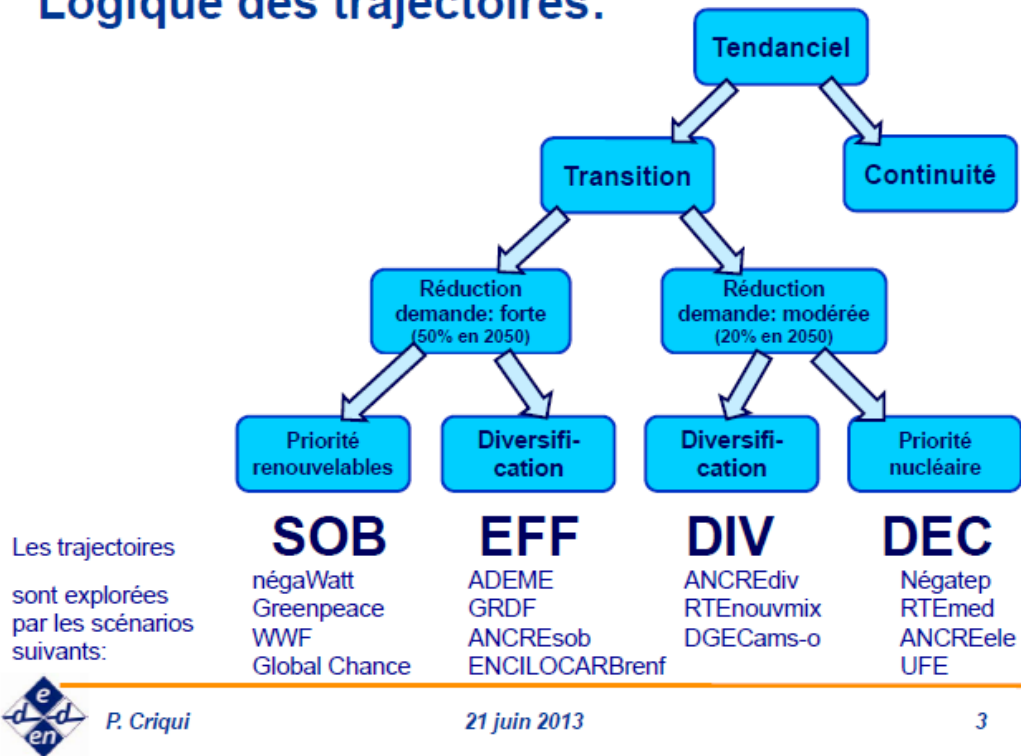 Logique des trajectoires:
Tendanciel
Transition
Continuité
Réduction
demande: forte
(50% en 2050)
Réduction
demande: modérée
(20% en 2050)
Priorité
renouvelables
Diversifi-
cation
Diversifi-
cation
Priorité
nucléaire
Les trajectoires
sont explorées
par les scénarios
suivants:
SOB
négaWatt
Greenpeace
WWF
Global Chance
EFF
ADEME
GRDF
ANCREsob
ENCILOCARBrenf
DIV
ANCREdiv
RTEnouvmix
DGECams-o
DEC
Négatep
RTEmed
ANCREele
UFE
e
d d
en
P. Criqui
21 juin 2013
3